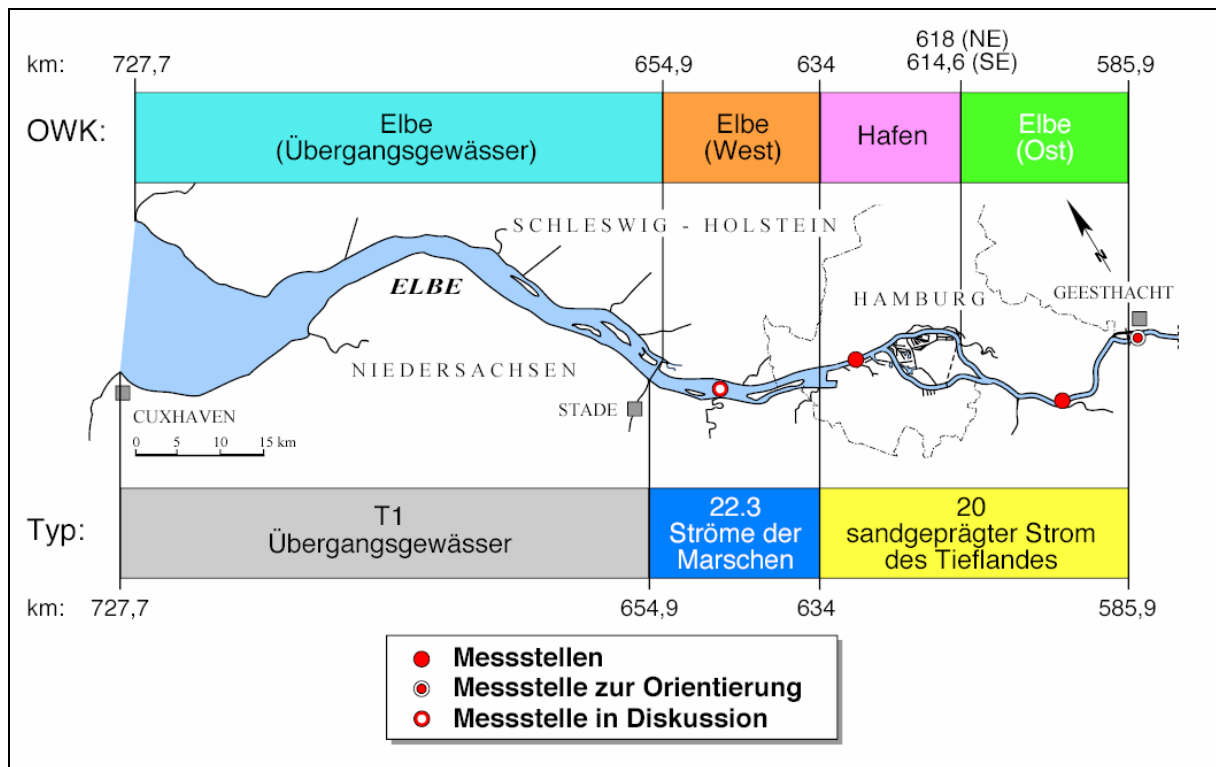 618 (NE)
km: 727,7 654,9 634 614,6 (SE) 585,9
OWK:
Elbe
(Übergangsgewässer)
Elbe
(West)
Hafen
Elbe
(Ost)
SCHLESWIG - HOLSTEIN
N
ELBE
HAMBURG
GEESTHACHT
NIEDERSACHSEN
STADE
CUXHAVEN
0 5 10 15 km
Typ:
T1
Übergangsgewässer
22.3
Ströme der
Marschen
20
sandgeprägter Strom
des Tieflandes
km: 727,7 654,9 634 585,9
Messstellen
Messstelle zur Orientierung
Messstelle in Diskussion